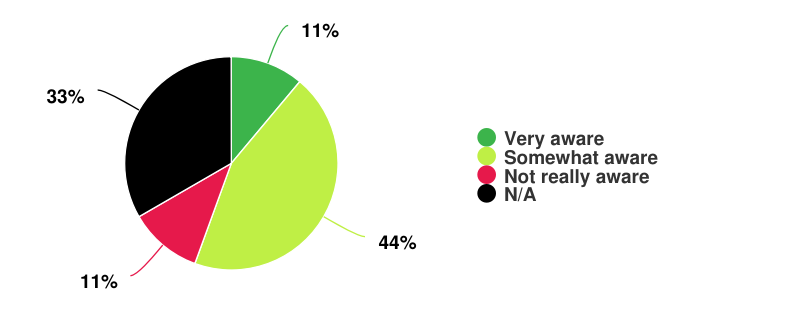 11%
33%
44%
11%
Very aware
Somewhat aware
Not really aware
N/A